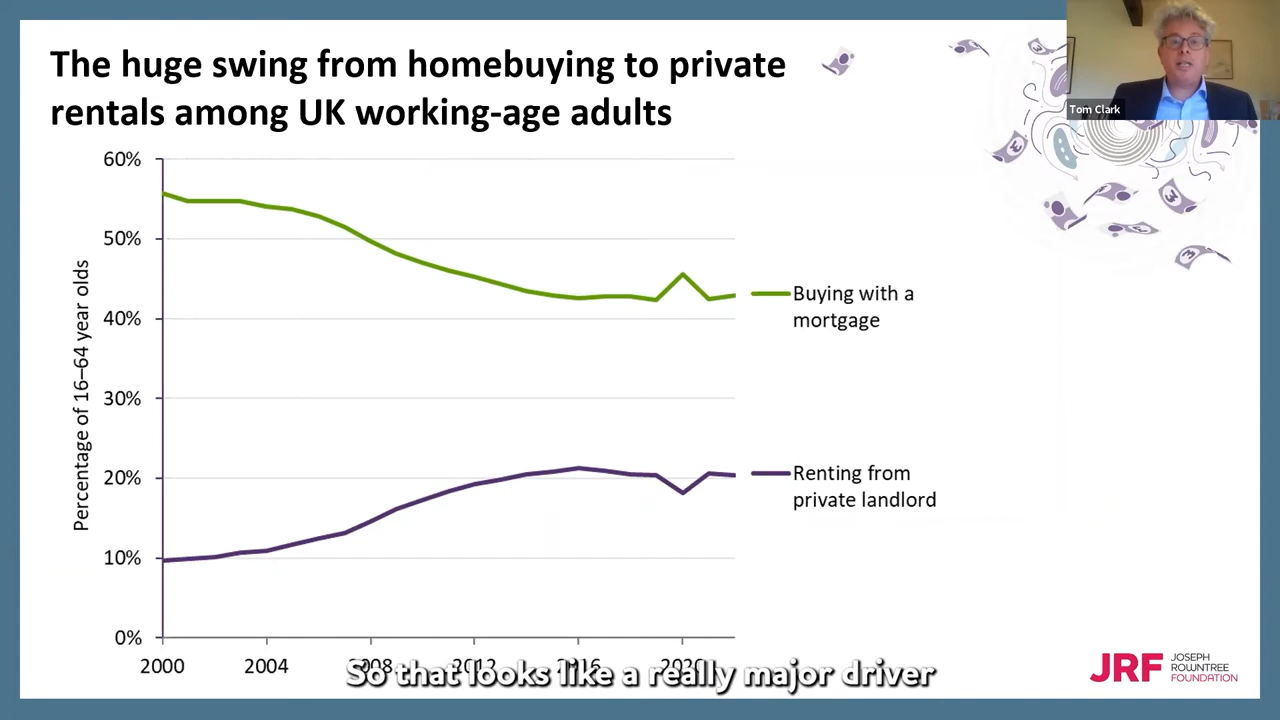 The huge swing from homebuying to private
rentals among UK working-age adults
Tom Clark
60%
50%
40%
30%
20%
10%
0%
Percentage of 16–64 year olds
Buying with a
mortgage
Renting from
private landlord
2000 2004
So that looks like a really major driver
JRF JOSEPH
ROUNTREE
FOUNDATION